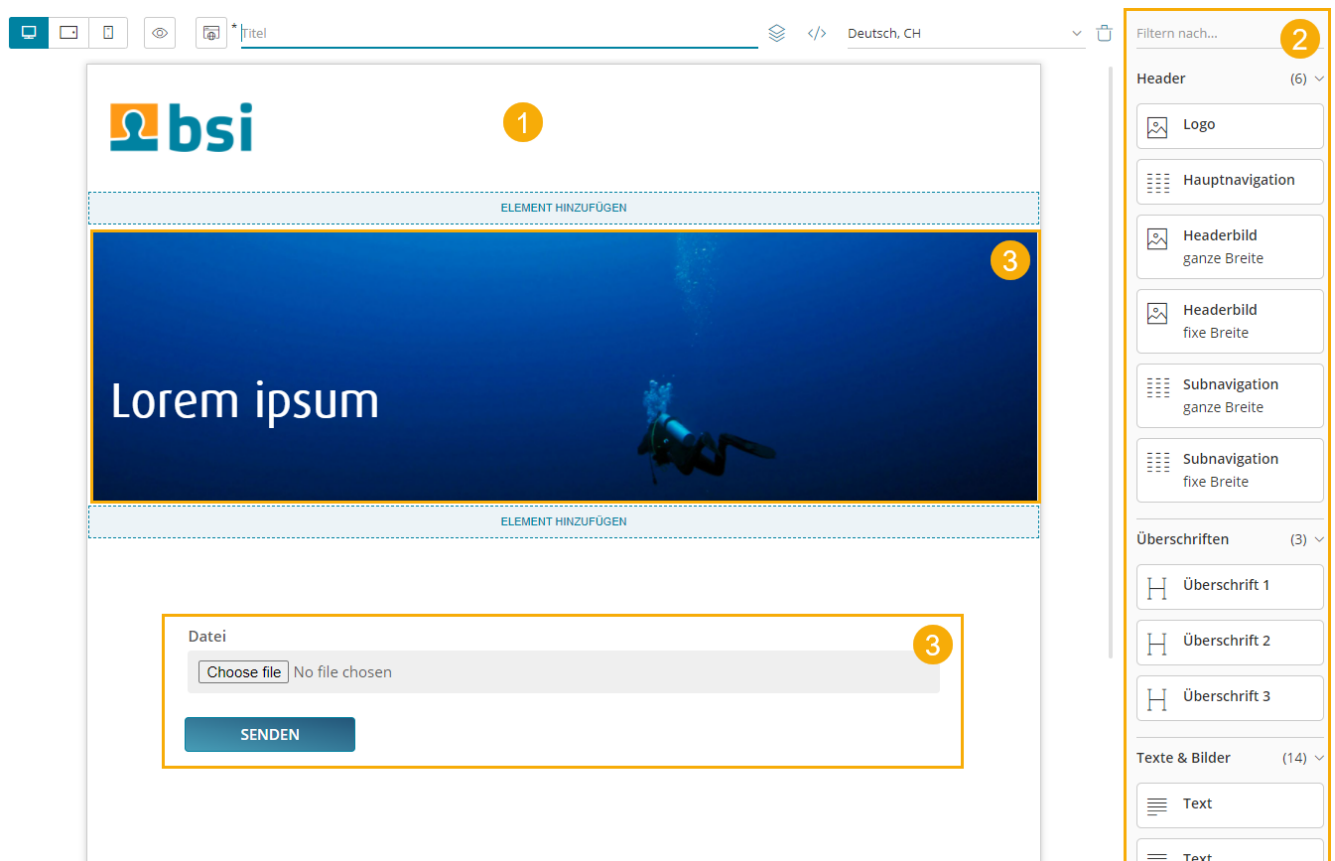 * Titel
</>
Deutsch, CH
bsi
1
ELEMENT HINZUFÜGEN
3
Lorem ipsum
ELEMENT HINZUFÜGEN
3
Datei
Choose file No file chosen
SENDEN
Filtern nach...
2
Header (6)
Logo
Hauptnavigation
Headerbild
ganze Breite
Headerbild
fixe Breite
Subnavigation
ganze Breite
Subnavigation
fixe Breite
Überschriften (3)
Überschrift 1
Überschrift 2
Überschrift 3
Texte & Bilder (14)
Text
Text